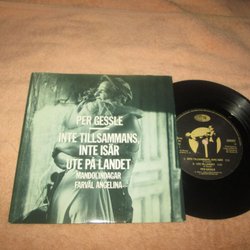 PER GESSLE
INTE TILLSAMMANS,
INTE ISÄR
UTE PÅ LANDET
MANDOLINDAGAR
FARVÄL ANGELINA